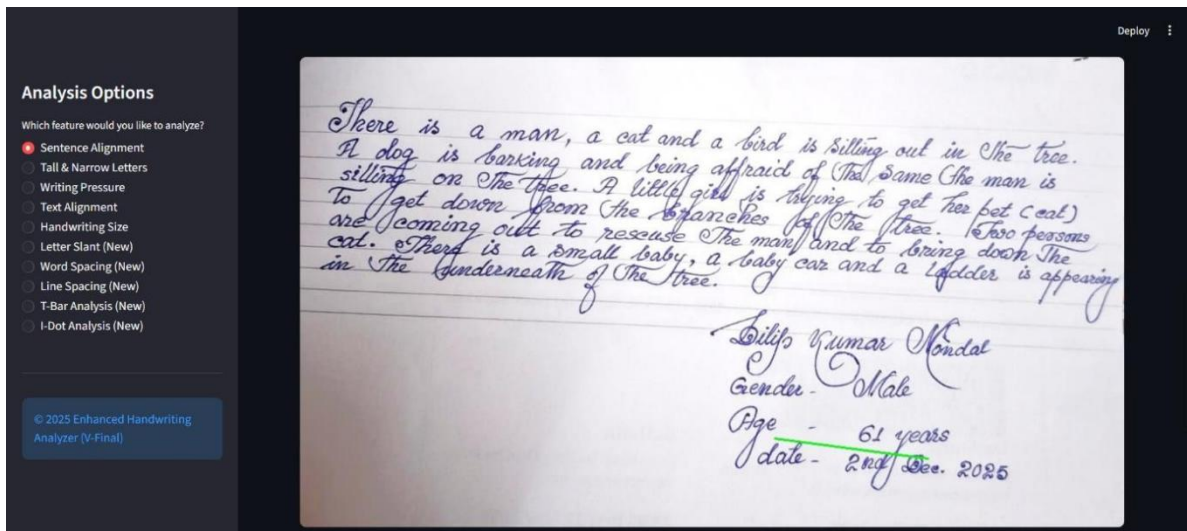 Deploy
Analysis Options
Which feature would you like to analyze?
Sentence Alignment
Tall & Narrow Letters
Writing Pressure
Text Alignment
Handwriting Size
Letter Slant (New)
Word Spacing (New)
Line Spacing (New)
T-Bar Analysis (New)
I-Dot Analysis (New)
© 2025 Enhanced Handwriting
Analyzer (V-Final)
There is a man, a cat and a bird is sitting out in the tree.
A dog is barking and being affraid of the same the man is
sitting on the tree. A little girl is trying to get her pet (cat)
To get down from the branches of the tree. Two persons
are coming out to rescuse the man and to bring down the
cat. There is a small baby, a baby car and a ladder is appearing
in the underneath of the tree.
Dilip Kumar Mondal
Gender - Male
Age - 61 years
date - 2nd Dec. 2025